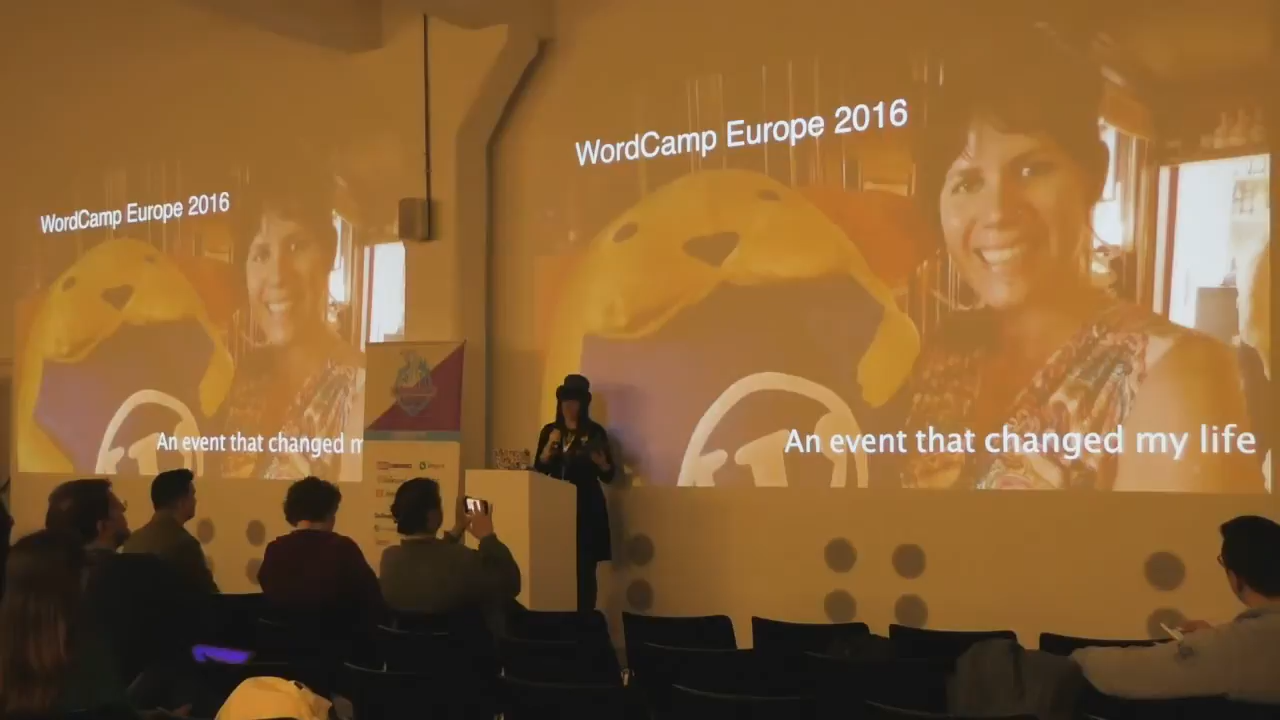 WordCamp Europe 2016
An event that changed m
WordCamp Europe 2016
An event that changed my life